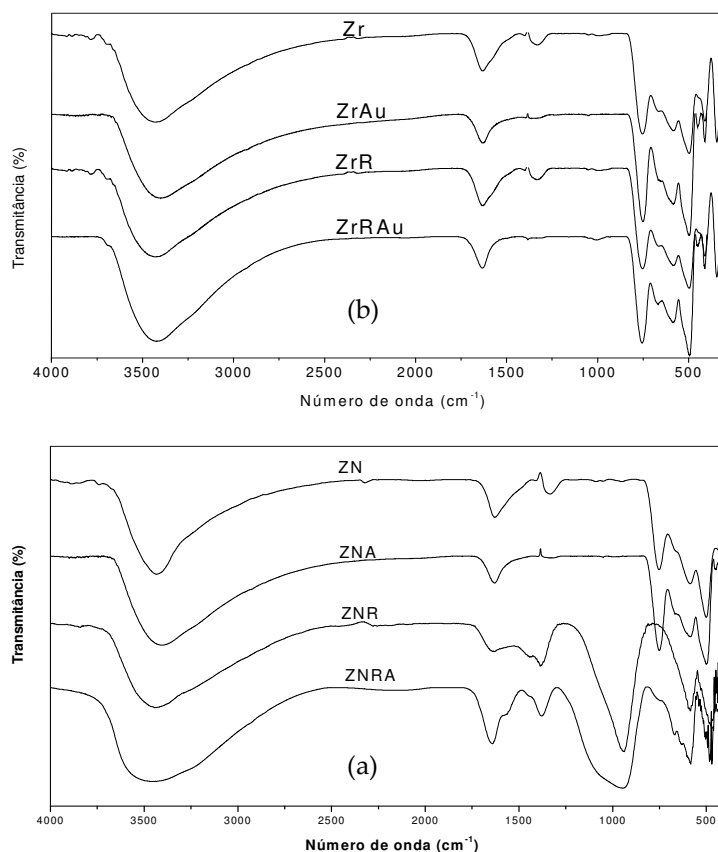 Zr
ZrAu
ZrR
ZrRAu
(b)
Transmitância (%)
4000 3500 3000 2500 2000 1500 1000 500
Número de onda (cm-1)
ZN
ZNA
ZNR
ZNRA
(a)
Transmitância (%)
4000 3500 3000 2500 2000 1500 1000 500
Número de onda (cm-1)